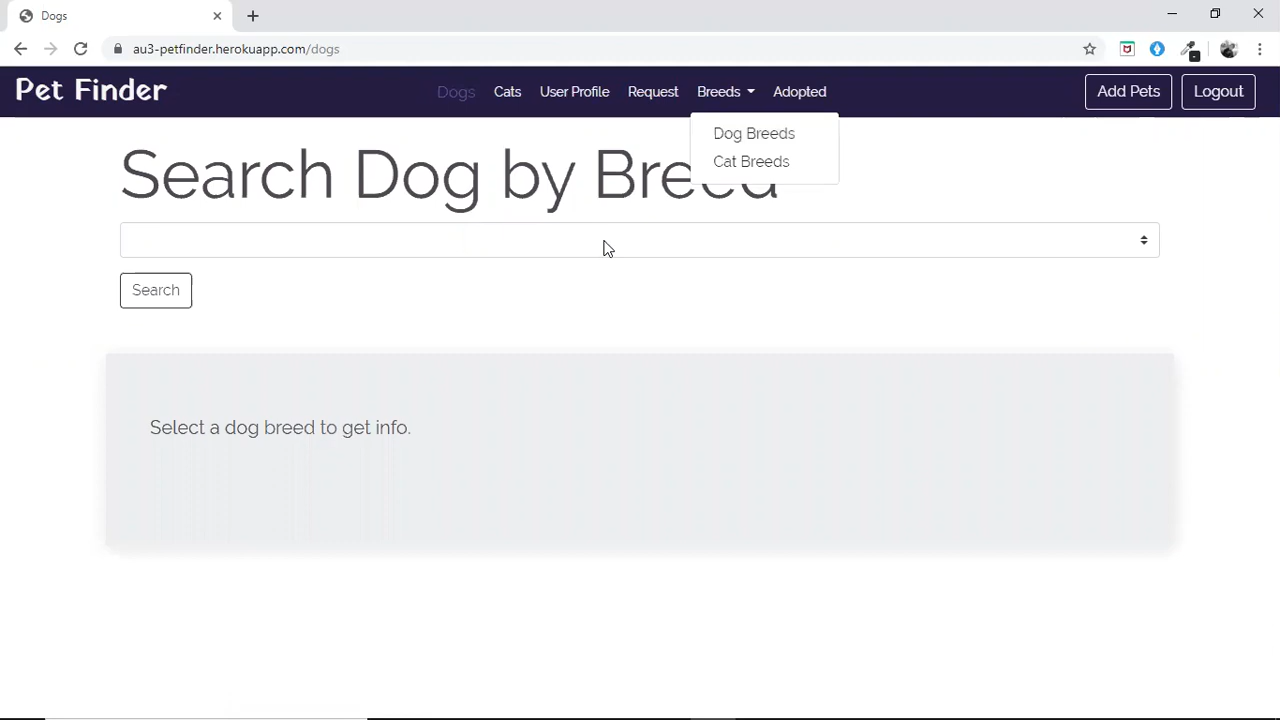 Dogs
au3-petfinder.herokuapp.com/dogs
Pet Finder
Dogs Cats User Profile Request Breeds Adopted
Add Pets Logout
Dog Breeds
Cat Breeds
Search Dog by Breed
Search
Select a dog breed to get info.